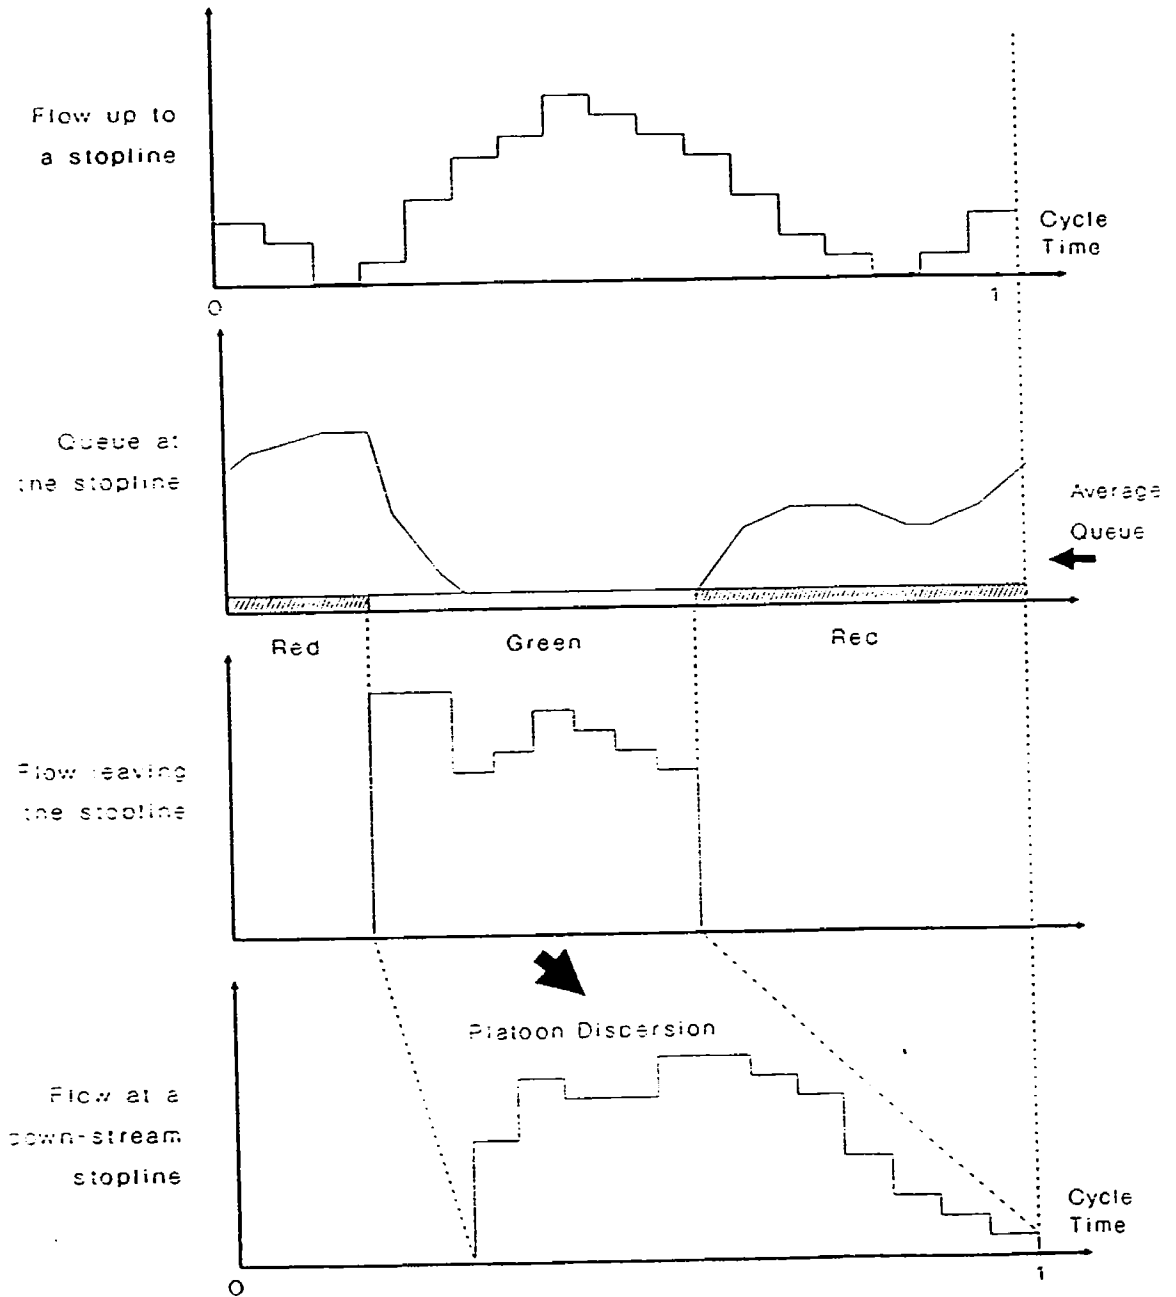 Flow up to
a stopline
Cycle
Time
0
1
Queue at
the stopline
Average
Queue
Red
Green
Red
Flow leaving
the stopline
Platoon Dispersion
Flow at a
down-stream
stopline
Cycle
Time
0
1